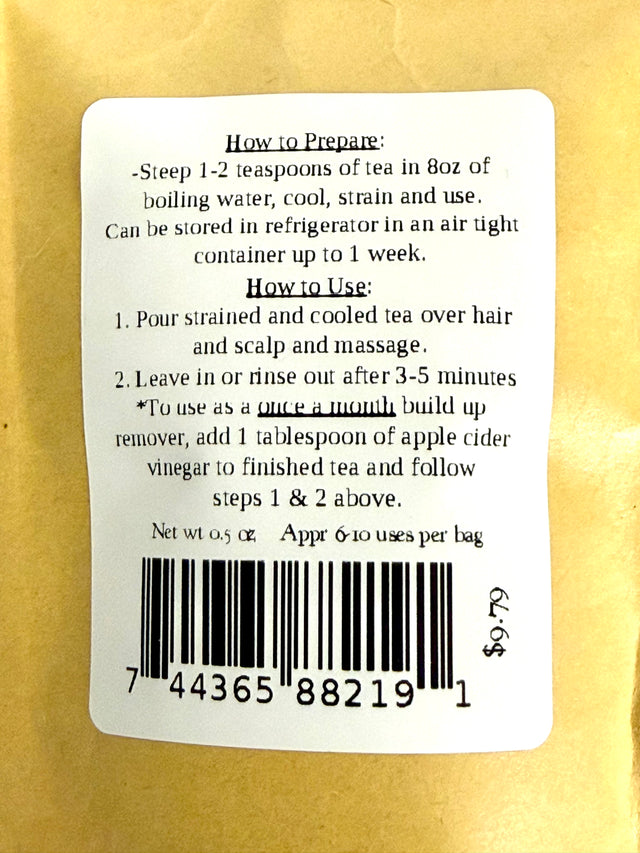 How to Prepare:
-Steep 1-2 teaspoons of tea in 8oz of
boiling water, cool, strain and use.
Can be stored in refrigerator in an air tight
container up to 1 week.
How to Use:
1. Pour strained and cooled tea over hair
and scalp and massage.
2. Leave in or rinse out after 3-5 minutes
*To use as a once a month build up
remover, add 1 tablespoon of apple cider
vinegar to finished tea and follow
steps 1 & 2 above.
Net wt 0.5 oz Appr 6-10 uses per bag
$9.79
7 44365 88219 1